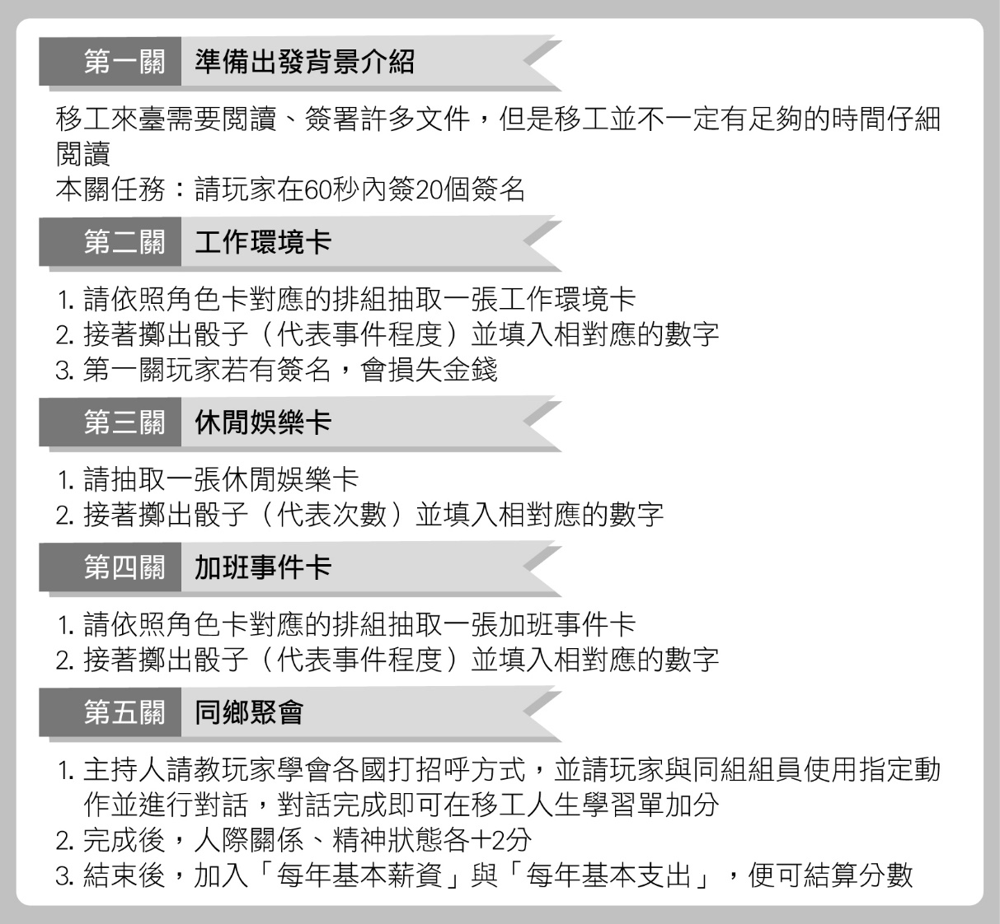 第一關 準備出發背景介紹
移工來臺需要閱讀、簽署許多文件，但是移工並不一定有足夠的時間仔細
閱讀
本關任務：請玩家在60秒內簽20個簽名
第二關 工作環境卡
1. 請依照角色卡對應的排組抽取一張工作環境卡
2. 接著擲出骰子（代表事件程度）並填入相對應的數字
3. 第一關玩家若有簽名，會損失金錢
第三關 休閒娛樂卡
1. 請抽取一張休閒娛樂卡
2. 接著擲出骰子（代表次數）並填入相對應的數字
第四關 加班事件卡
1. 請依照角色卡對應的排組抽取一張加班事件卡
2. 接著擲出骰子（代表事件程度）並填入相對應的數字
第五關 同鄉聚會
1. 主持人請教玩家學會各國打招呼方式，並請玩家與同組組員使用指定動
作並進行對話，對話完成即可在移工人生學習單加分
2. 完成後，人際關係、精神狀態各+2分
3. 結束後，加入「每年基本薪資」與「每年基本支出」，便可結算分數